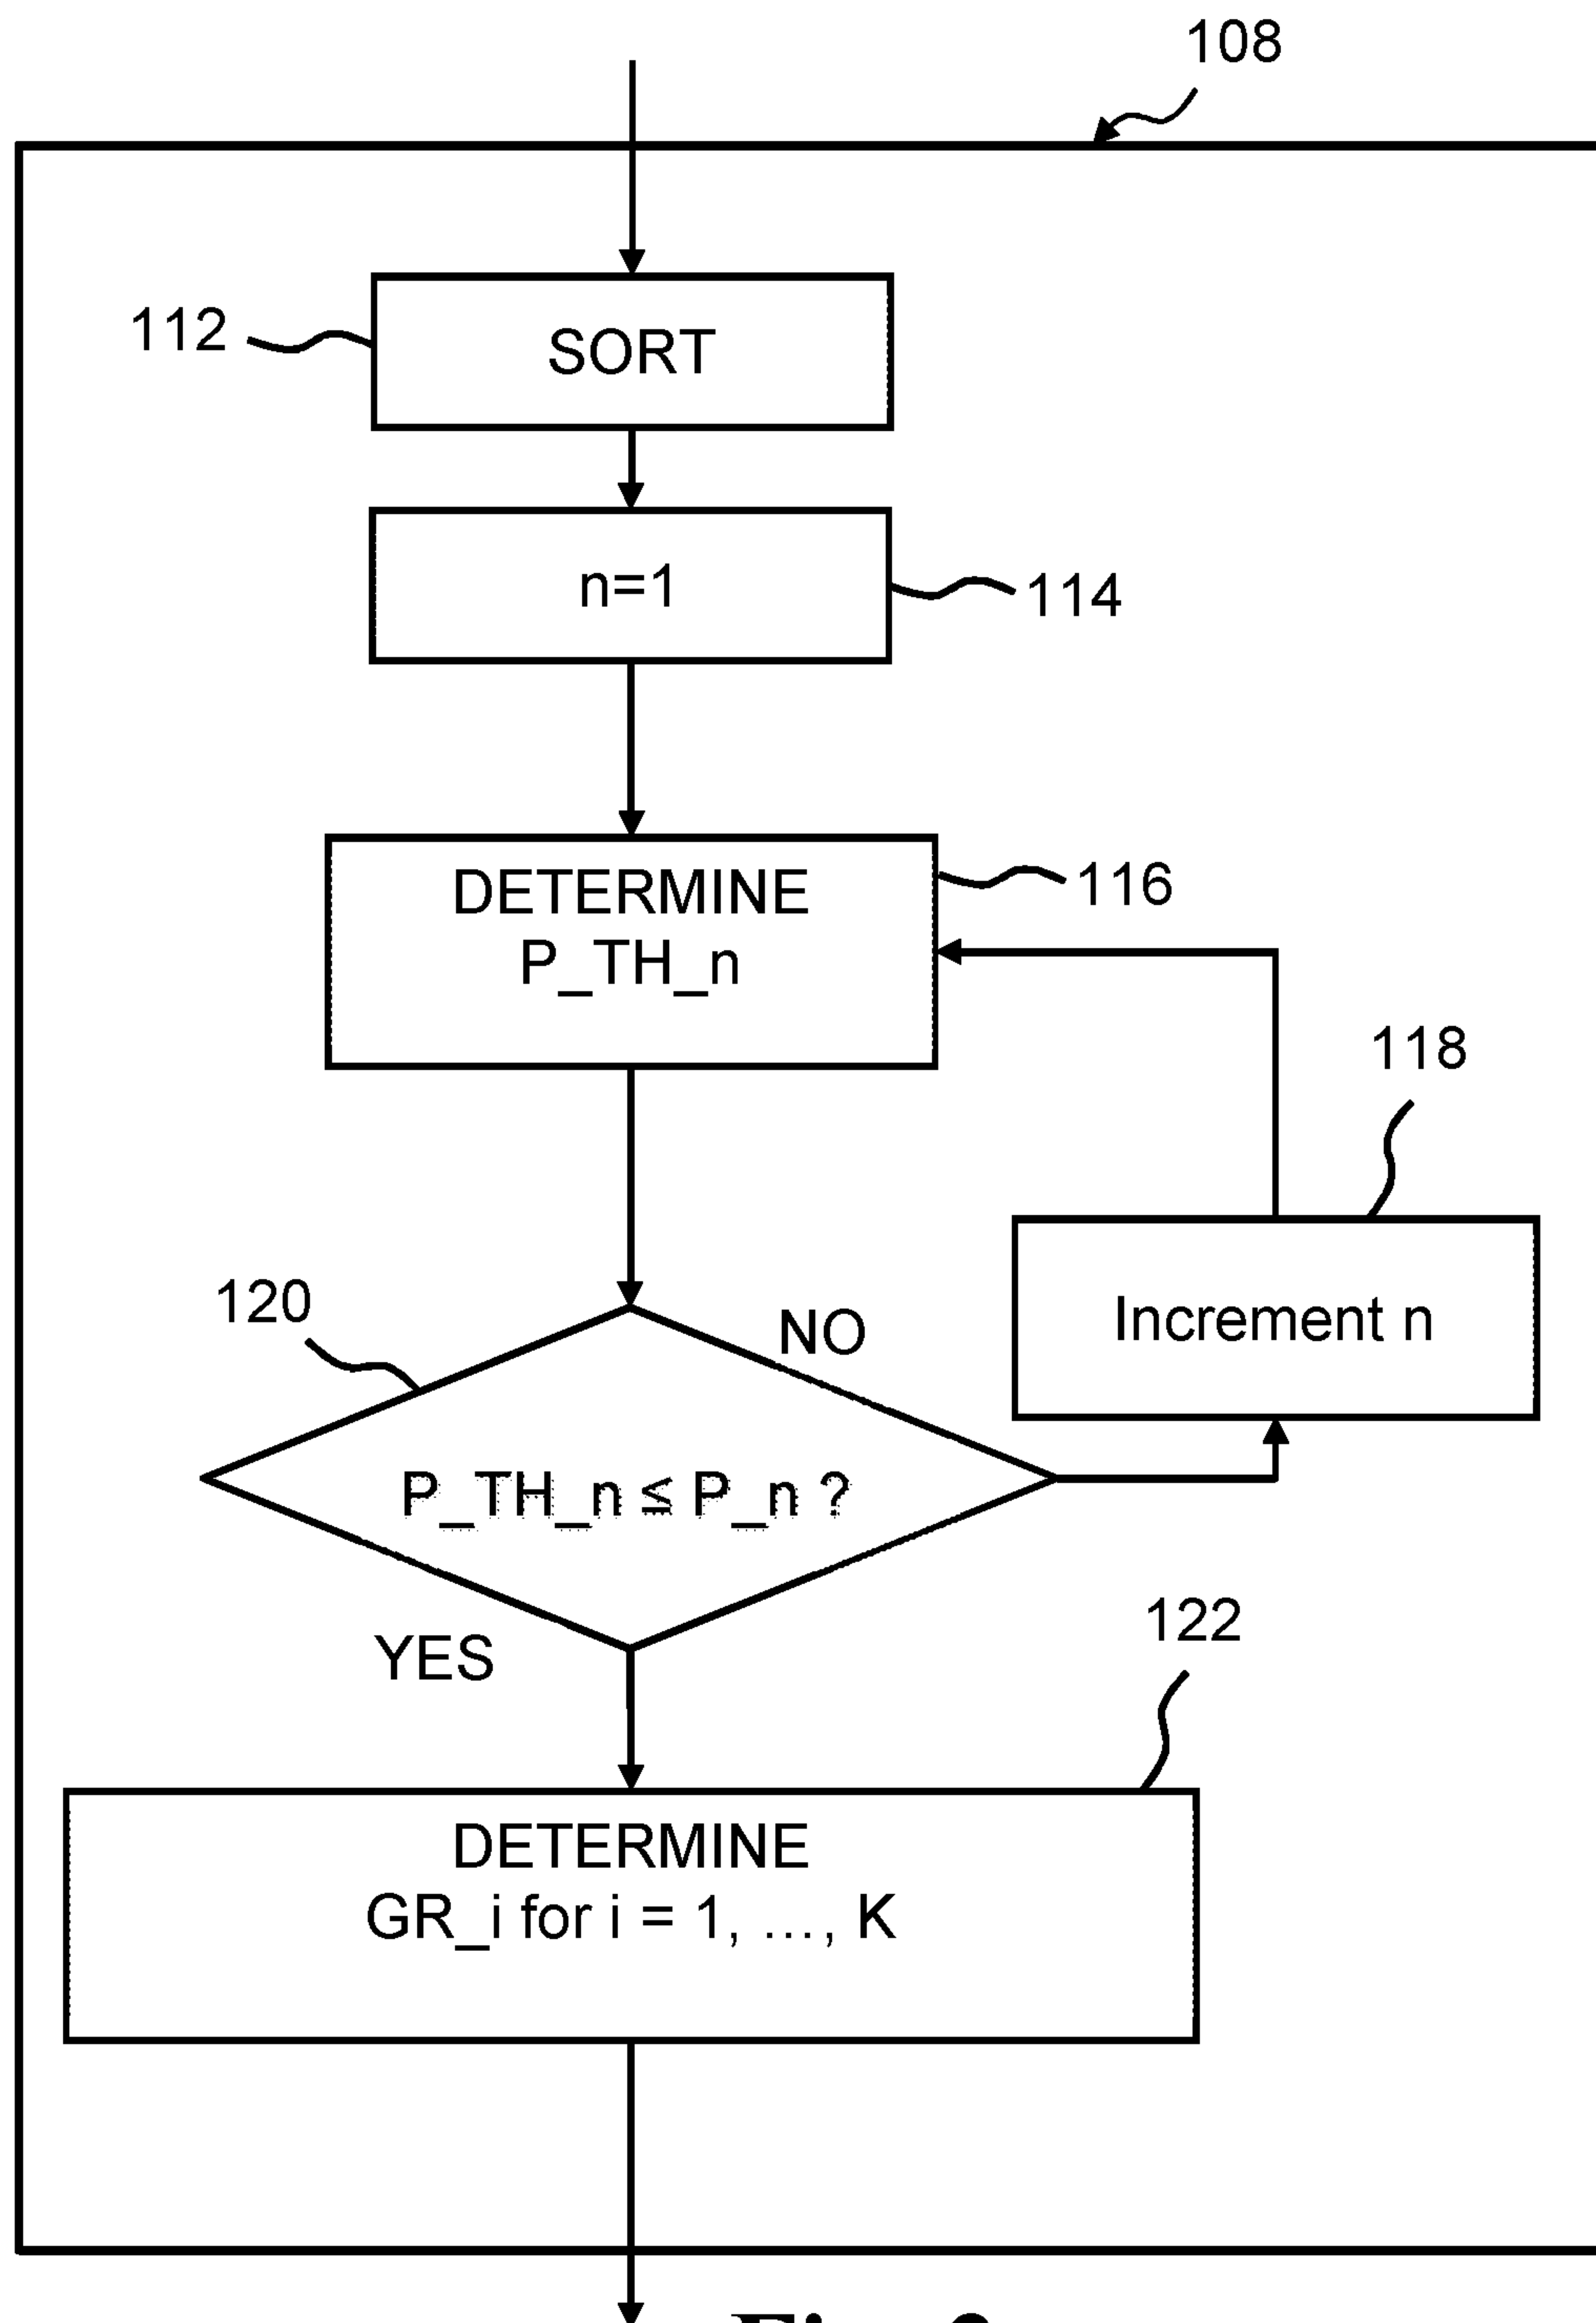 108
112
SORT
n=1
114
DETERMINE
P_TH_n
116
118
Increment n
120
NO
P_TH_n ≤ P_n ?
YES
122
DETERMINE
GR_i for i = 1, ..., K